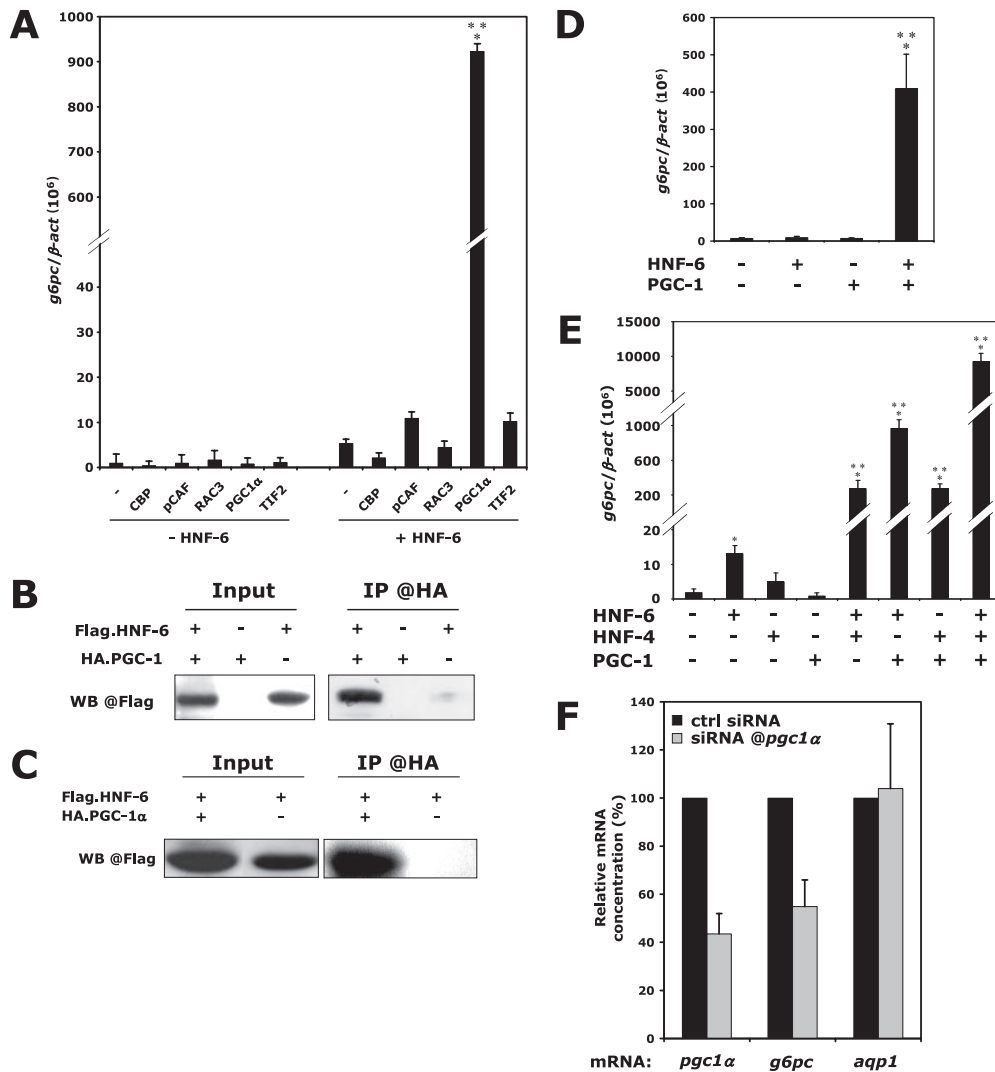 A
g6pc/β-act (10⁶)
1000
900
800
700
600
40
30
20
10
0
* *
*
- CBP pCAF RAC3 PGC1α TIF2
- CBP pCAF RAC3 PGC1α TIF2
- HNF-6 + HNF-6
B
Input IP @HA
Flag.HNF-6 + - + + - +
HA.PGC-1 + + - + + -
WB @Flag
C
Input IP @HA
Flag.HNF-6 + + + +
HA.PGC-1α + - + -
WB @Flag
D
g6pc/β-act (10⁶)
600
500
400
300
200
100
0
* *
*
HNF-6 - + - +
PGC-1 - - + +
E
g6pc/β-act (10⁶)
15000
10000
5000
1000
600
200
20
10
0
*
* *
*
* *
*
* *
*
* *
*
HNF-6 - + - - + + - +
HNF-4 - - + - + - + +
PGC-1 - - - + - + + +
F
Relative mRNA
concentration (%)
140
120
100
80
60
40
20
0
ctrl siRNA
siRNA @pgc1α
mRNA: pgc1α g6pc aqp1